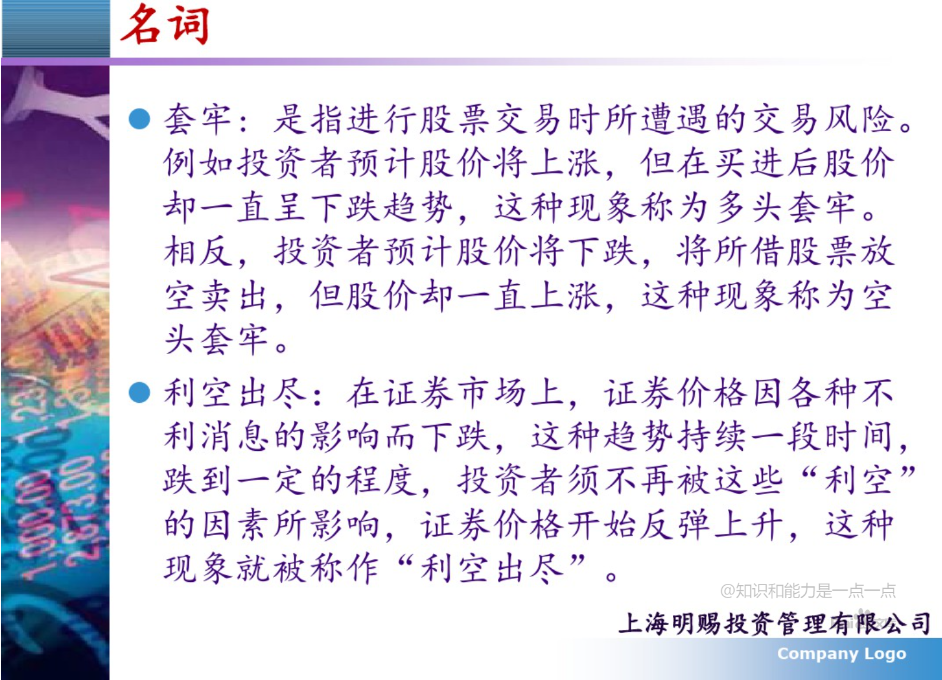 名词
套牢：是指进行股票交易时所遭遇的交易风险。
例如投资者预计股价将上涨，但在买进后股价
却一直呈下跌趋势，这种现象称为多头套牢。
相反，投资者预计股价将下跌，将所借股票放
空卖出，但股价却一直上涨，这种现象称为空
头套牢。
利空出尽：在证券市场上，证券价格因各种不
利消息的影响而下跌，这种趋势持续一段时间，
跌到一定的程度，投资者须不再被这些“利空”
的因素所影响，证券价格开始反弹上升，这种
现象就被称作“利空出尽”。
@知识和能力是一点一点
上海明赐投资管理有限公司
Company Logo